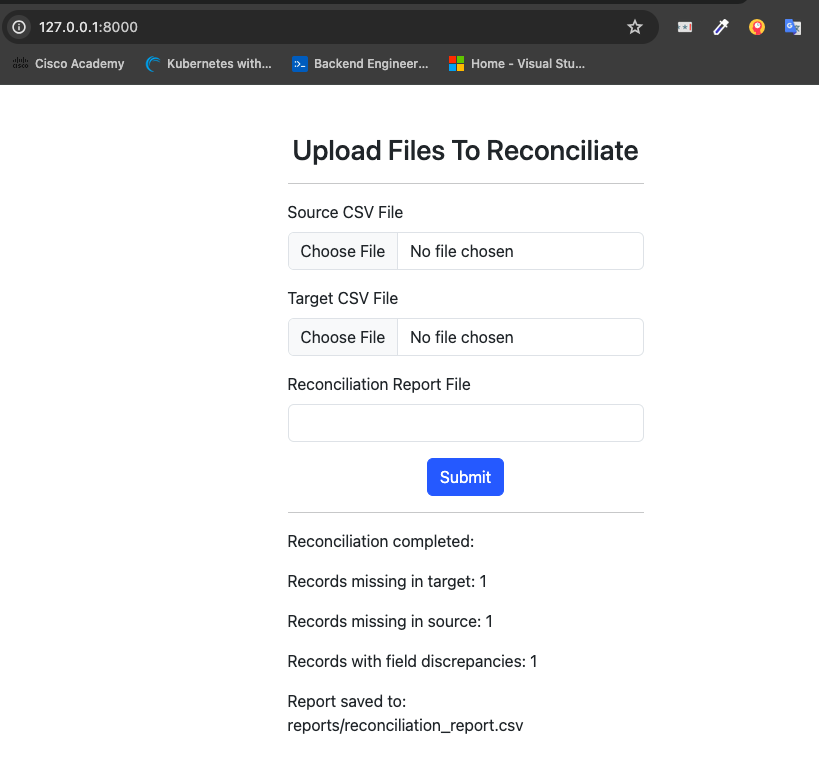 127.0.0.1:8000
Cisco Academy
Kubernetes with...
Backend Engineer...
Home - Visual Stu...
Upload Files To Reconciliate
Source CSV File
Choose File No file chosen
Target CSV File
Choose File No file chosen
Reconciliation Report File
Submit
Reconciliation completed:
Records missing in target: 1
Records missing in source: 1
Records with field discrepancies: 1
Report saved to:
reports/reconciliation_report.csv